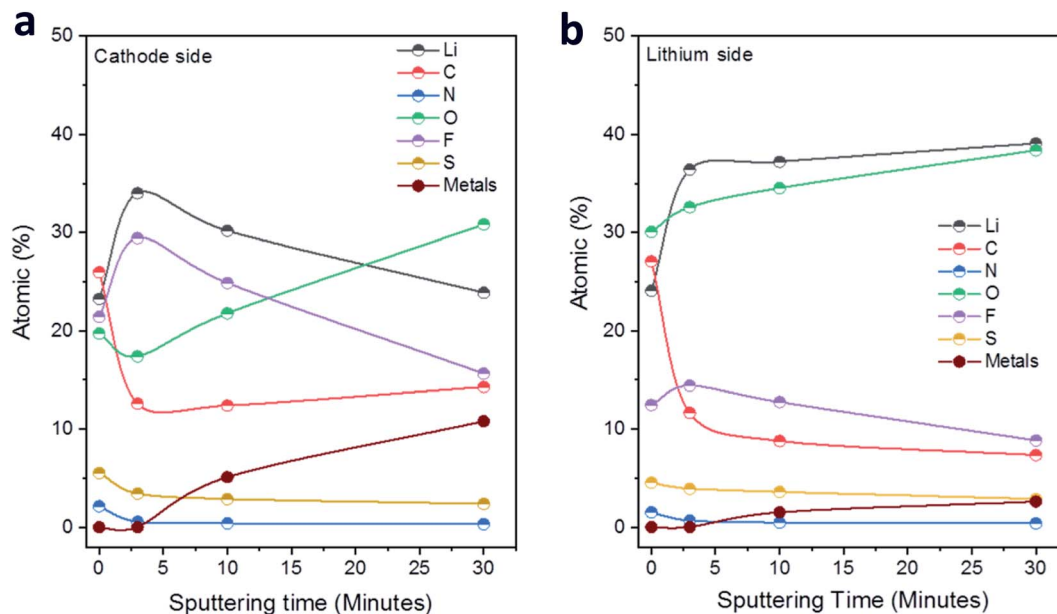 a
Cathode side
Li
C
N
O
F
S
Metals
50
40
30
20
10
0
Atomic (%)
0 5 10 15 20 25 30
Sputtering time (Minutes)
b
Lithium side
Li
C
N
O
F
S
Metals
50
40
30
20
10
0
Atomic (%)
0 5 10 15 20 25 30
Sputtering Time (Minutes)